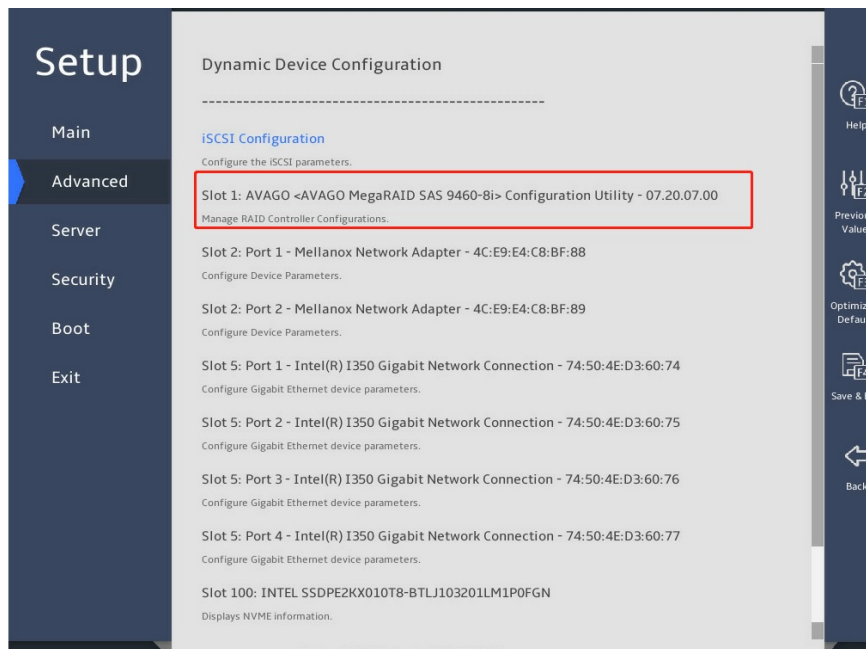 Setup
Main
Advanced
Server
Security
Boot
Exit
Dynamic Device Configuration
--------------------------------------------------
iSCSI Configuration
Configure the iSCSI parameters.
Slot 1: AVAGO <AVAGO MegaRAID SAS 9460-8i> Configuration Utility - 07.20.07.00
Manage RAID Controller Configurations.
Slot 2: Port 1 - Mellanox Network Adapter - 4C:E9:E4:C8:BF:88
Configure Device Parameters.
Slot 2: Port 2 - Mellanox Network Adapter - 4C:E9:E4:C8:BF:89
Configure Device Parameters.
Slot 5: Port 1 - Intel(R) I350 Gigabit Network Connection - 74:50:4E:D3:60:74
Configure Gigabit Ethernet device parameters.
Slot 5: Port 2 - Intel(R) I350 Gigabit Network Connection - 74:50:4E:D3:60:75
Configure Gigabit Ethernet device parameters.
Slot 5: Port 3 - Intel(R) I350 Gigabit Network Connection - 74:50:4E:D3:60:76
Configure Gigabit Ethernet device parameters.
Slot 5: Port 4 - Intel(R) I350 Gigabit Network Connection - 74:50:4E:D3:60:77
Configure Gigabit Ethernet device parameters.
Slot 100: INTEL SSDPE2KX010T8-BTLJ103201LM1P0FGN
Displays NVME information.
Help
Value
Save &
Back